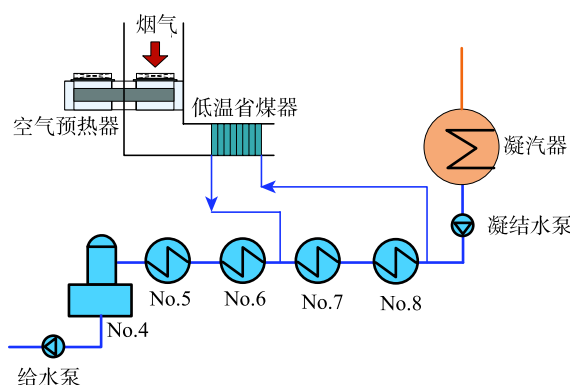 烟气
低温省煤器
空气预热器
凝汽器
凝结水泵
No.5
No.6
No.7
No.8
No.4
给水泵